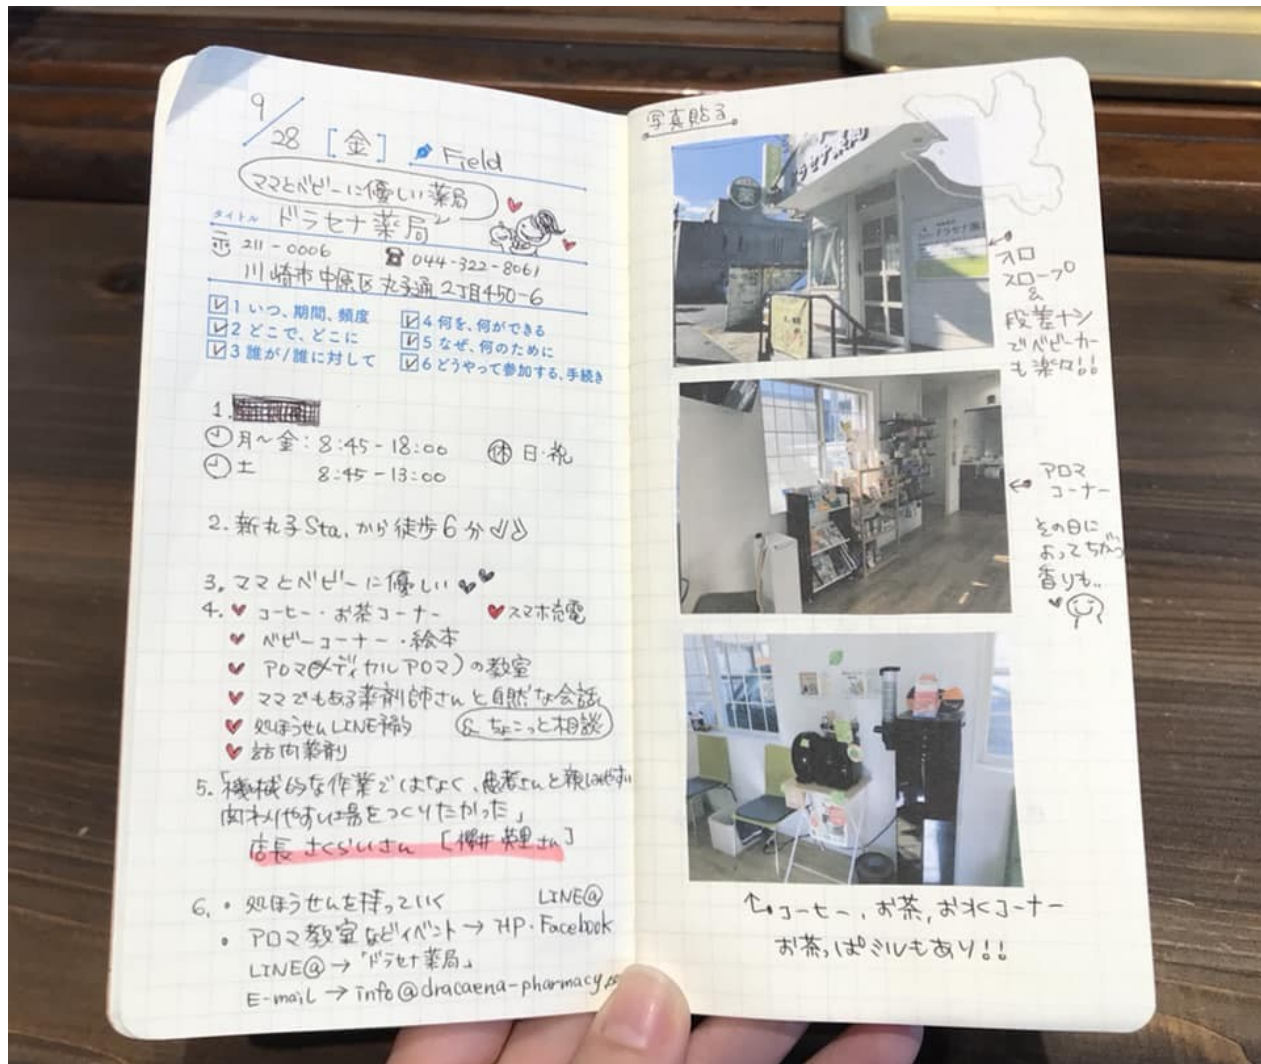 9/28 [金] Field
ママとベビーに優しい薬局
タイトル ドラセナ薬局
〒 211-0006 ☎ 044-322-8061
川崎市中原区丸子通2丁目450-6
☑1 いつ、期間、頻度
☑2 どこで、どこに
☑3 誰が/誰に対して
☑4 何を、何ができる
☑5 なぜ、何のために
☑6 どうやって参加する、手続き
1.
月〜金: 8:45-18:00 休 日・祝
土 8:45-13:00
2. 新丸子Sta.から徒歩6分
3. ママとベビーに優しい
4. ♥ コーヒー・お茶コーナー ♥スマホ充電
♥ ベビーコーナー・絵本
♥ アロマ(メディカルアロマ)の教室
♥ ママでもある薬剤師さんと自然な会話
& ちょこっと相談
♥ 処ほうせんLINE予約
♥ 訪問薬剤
5.「機械的な作業ではなく、患者さんと親しみやすい
関わりやすい場をつくりたかった」
店長 さくらいさん [櫻井 英里さん]
6. ・処ほうせんを持っていく LINE@
・アロマ教室などイベント→HP・Facebook
LINE@→「ドラセナ薬局」
E-mail→info@dracaena-pharmacy
写真貼る
薬
ドラセナ薬局
スロープ
&
段差ナシ
でベビーカー
も楽々!!
アロマ
コーナー
その日に
よってちがう
香りも..
コーヒー、お茶、お水コーナー
お茶っぱミルもあり!!